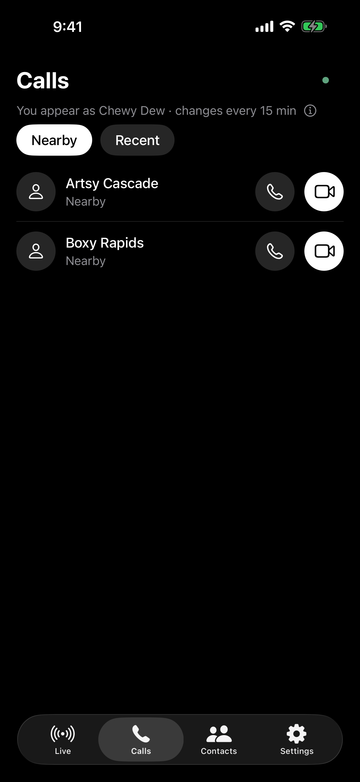 9:41
Calls
You appear as Chewy Dew · changes every 15 min
Nearby
Recent
Artsy Cascade
Nearby
Boxy Rapids
Nearby
Live
Calls
Contacts
Settings